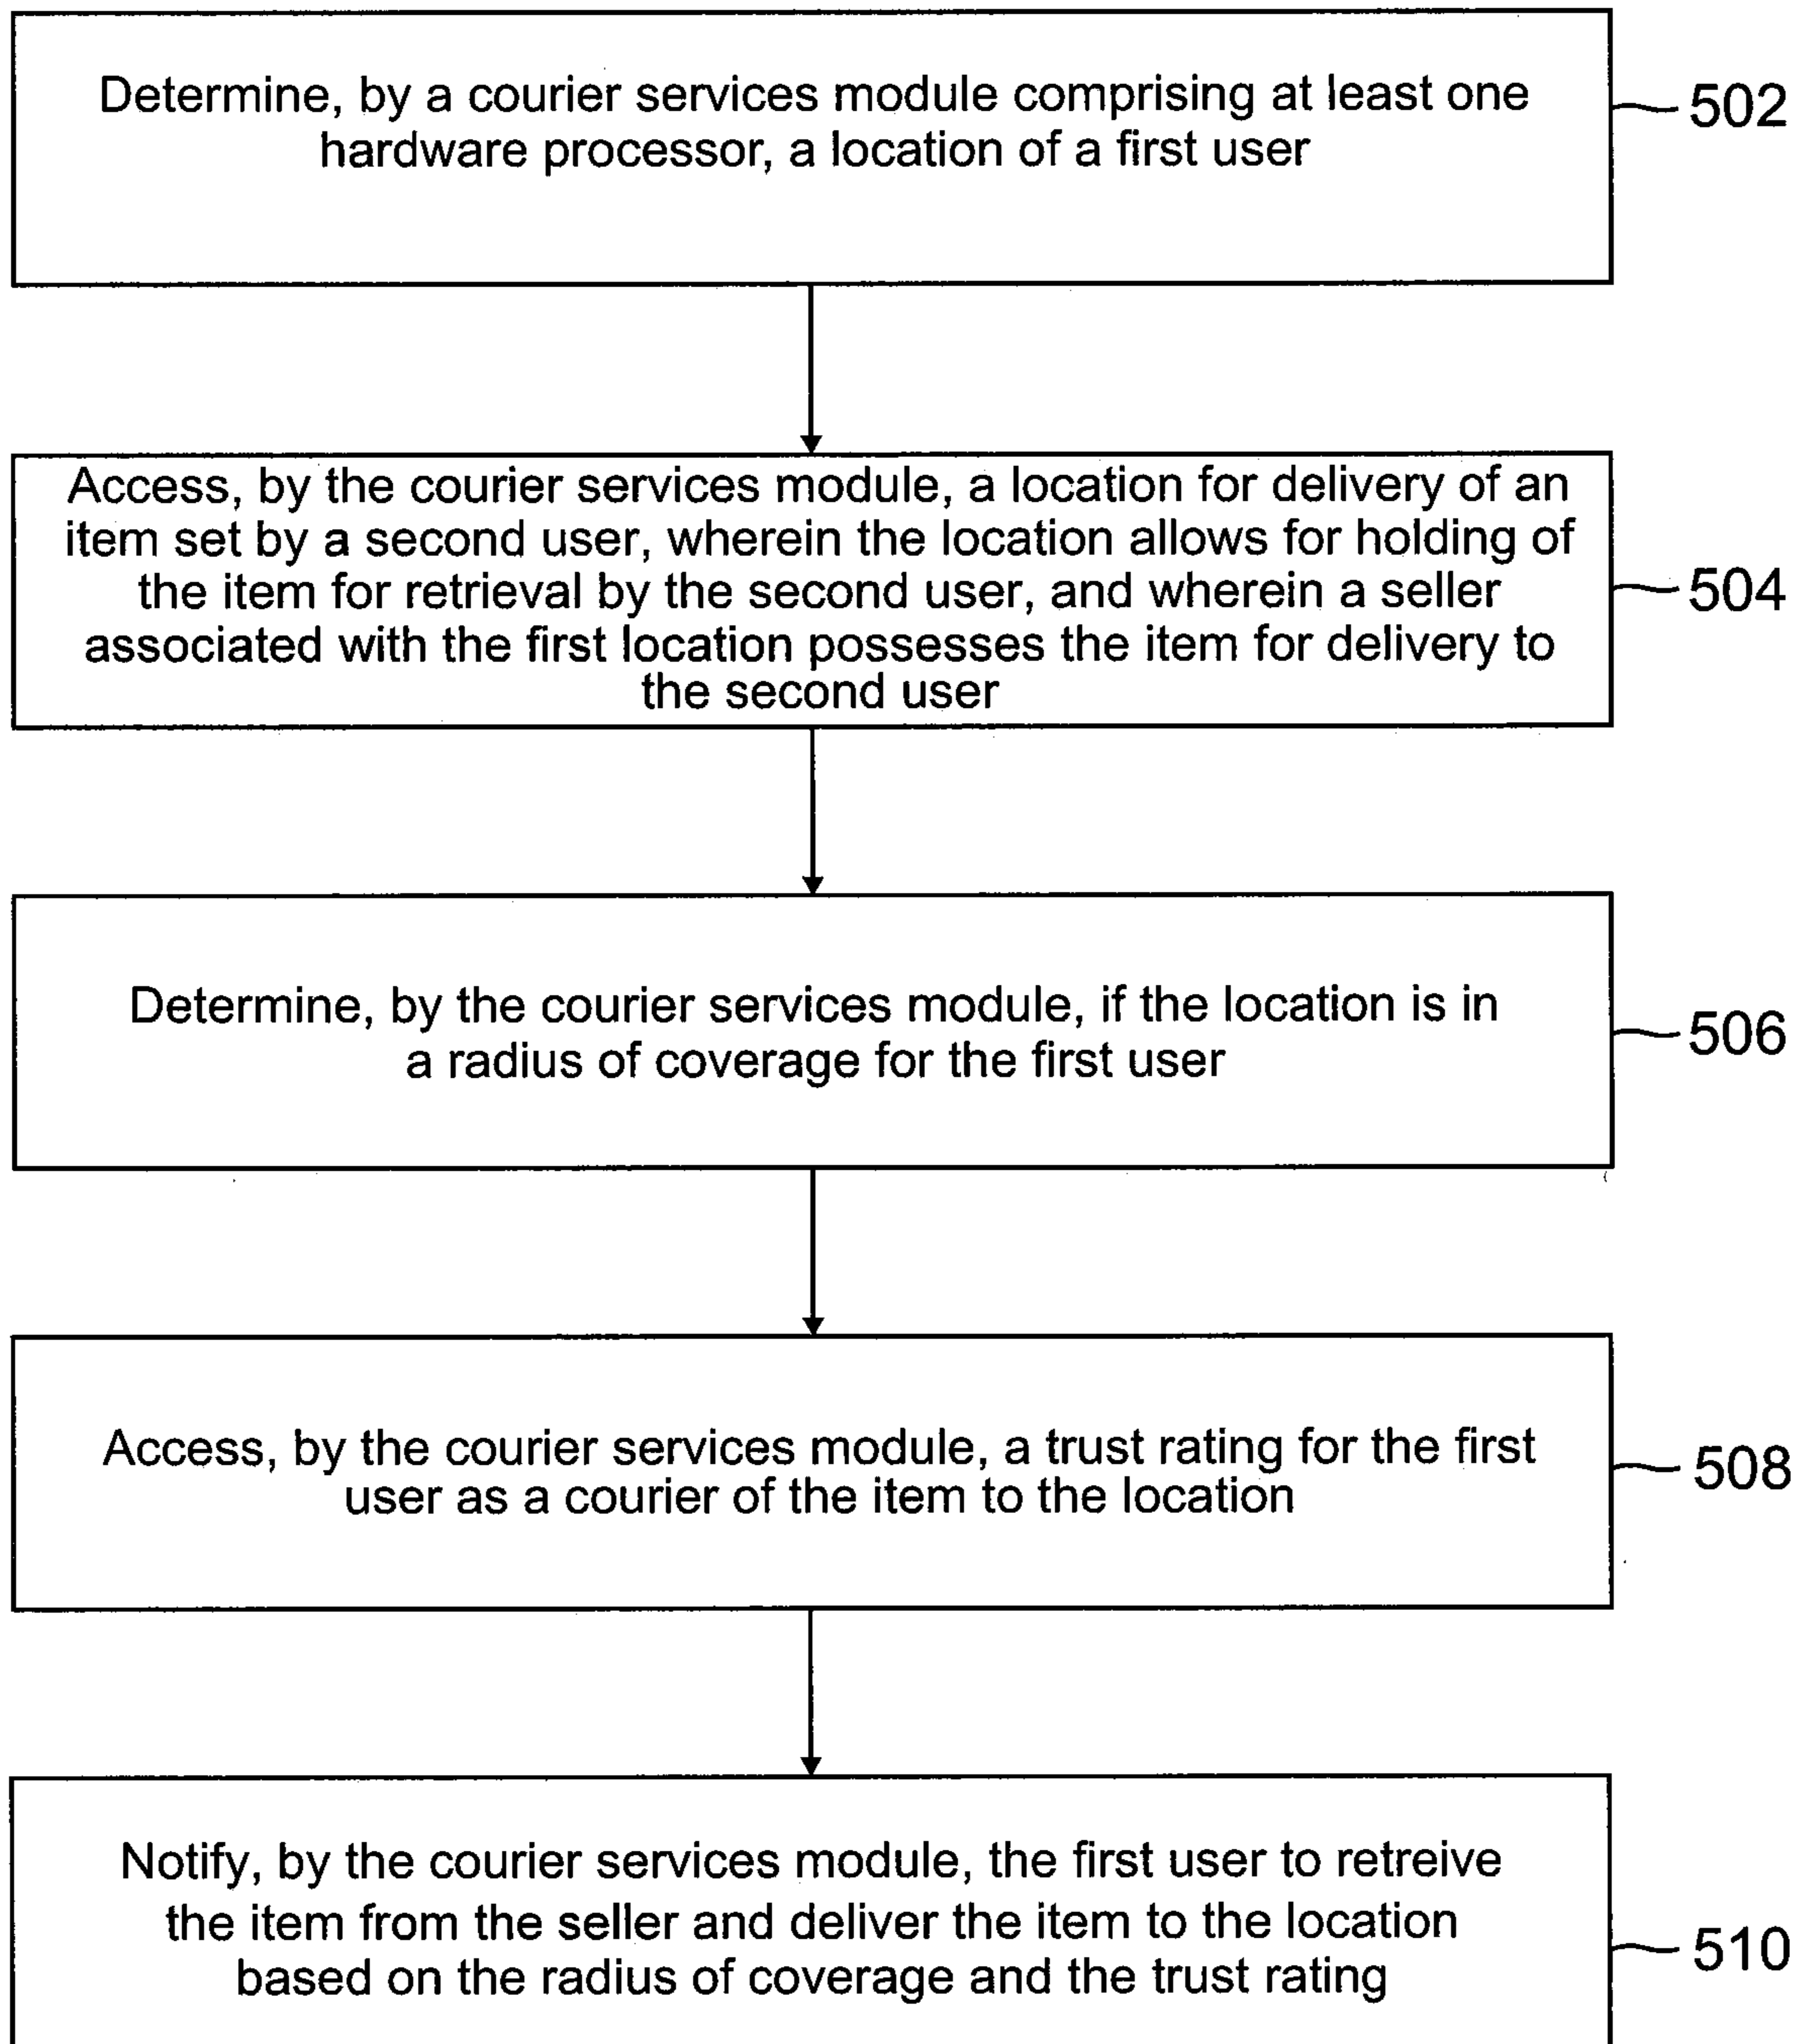 Determine, by a courier services module comprising at least one
hardware processor, a location of a first user
502
Access, by the courier services module, a location for delivery of an
item set by a second user, wherein the location allows for holding of
the item for retrieval by the second user, and wherein a seller
associated with the first location possesses the item for delivery to
the second user
504
Determine, by the courier services module, if the location is in
a radius of coverage for the first user
506
Access, by the courier services module, a trust rating for the first
user as a courier of the item to the location
508
Notify, by the courier services module, the first user to retreive
the item from the seller and deliver the item to the location
based on the radius of coverage and the trust rating
510